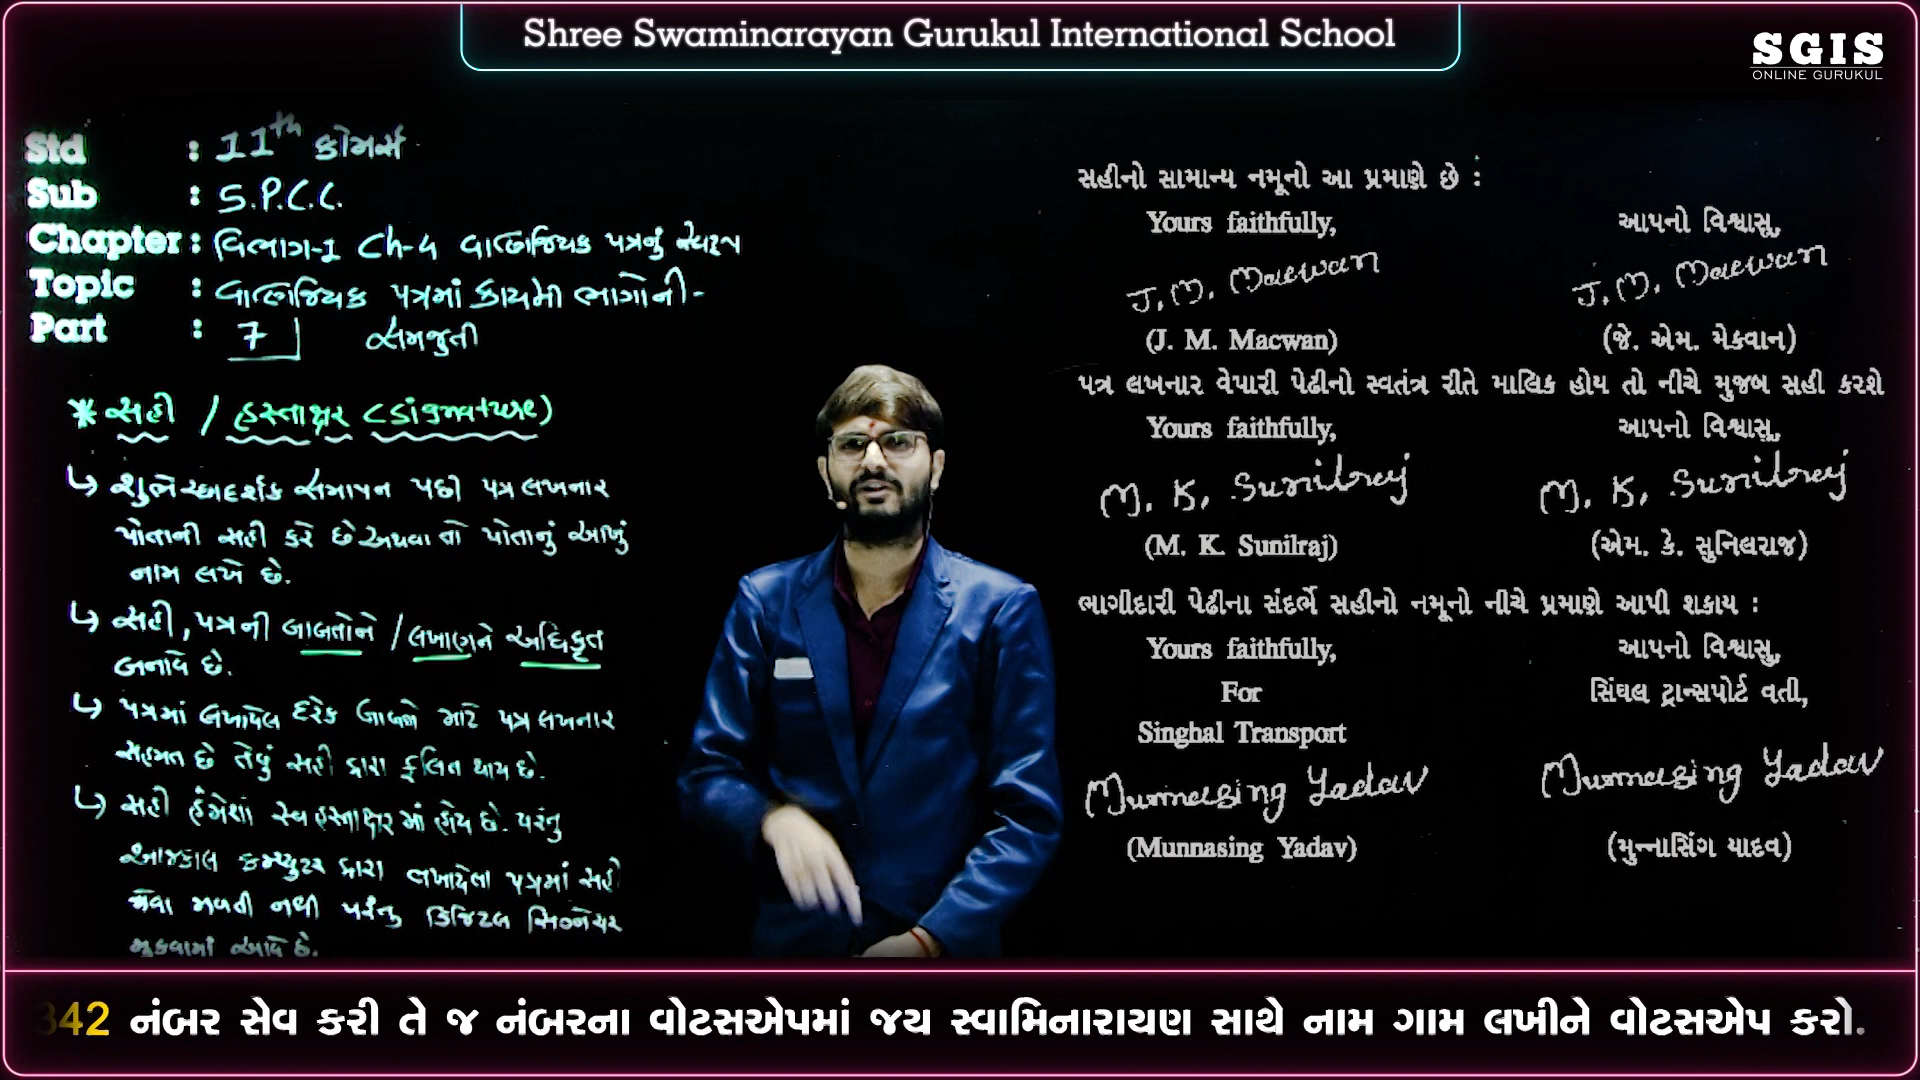 Shree Swaminarayan Gurukul International School
SGIS
ONLINE GURUKUL
Std : 11th કોમર્સ
Sub : S.P.C.C.
Chapter : વિભાગ-1 Ch-4 વાણિજ્યિક પત્રનું સ્વરૂપ
Topic : વાણિજ્યિક પત્રમાં કાયમી ભાગોની-
Part : 7 સમજુતી
* સહી / હસ્તાક્ષર (Signature)
↳ શુભેચ્છાદર્શક સમાપન પછી પત્ર લખનાર
પોતાની સહી કરે છે અથવા તો પોતાનું આખું
નામ લખે છે.
↳ સહી, પત્રની બાબતોને / લખાણને અધિકૃત
બનાવે છે.
↳ પત્રમાં લખાયેલ દરેક બાબત માટે પત્ર લખનાર
સહમત છે તેવું સહી દ્વારા ફલિત થાય છે.
↳ સહી હંમેશા સ્વ હસ્તાક્ષરમાં હોય છે. પરંતુ
આજકાલ કમ્પ્યુટર દ્વારા લખાયેલા પત્રમાં સહી
જોવા મળતી નથી પરંતુ ડિજિટલ સિગ્નેચર
મૂકવામાં આવે છે.
સહીનો સામાન્ય નમૂનો આ પ્રમાણે છે :
Yours faithfully, આપનો વિશ્વાસુ,
J. M. Macwan J. M. Macwan
(J. M. Macwan) (જે. એમ. મેકવાન)
પત્ર લખનાર વેપારી પેઢીનો સ્વતંત્ર રીતે માલિક હોય તો નીચે મુજબ સહી કરશે
Yours faithfully, આપનો વિશ્વાસુ,
M. K. Sunilraj M. K. Sunilraj
(M. K. Sunilraj) (એમ. કે. સુનિલરાજ)
ભાગીદારી પેઢીના સંદર્ભે સહીનો નમૂનો નીચે પ્રમાણે આપી શકાય :
Yours faithfully, આપનો વિશ્વાસુ,
For સિંઘલ ટ્રાન્સપોર્ટ વતી,
Singhal Transport
Munnasing Yadav Munnasing Yadav
(Munnasing Yadav) (મુન્નાસિંગ યાદવ)
342 નંબર સેવ કરી તે જ નંબરના વોટસએપમાં જય સ્વામિનારાયણ સાથે નામ ગામ લખીને વોટસએપ કરો.